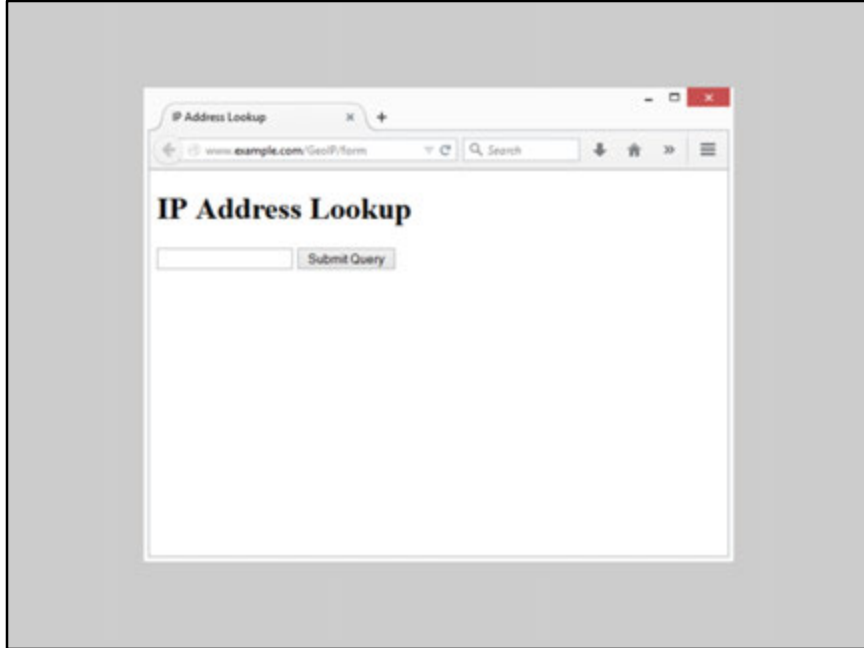 IP Address Lookup
www.example.com/GeoIP/form
Search
IP Address Lookup
Submit Query